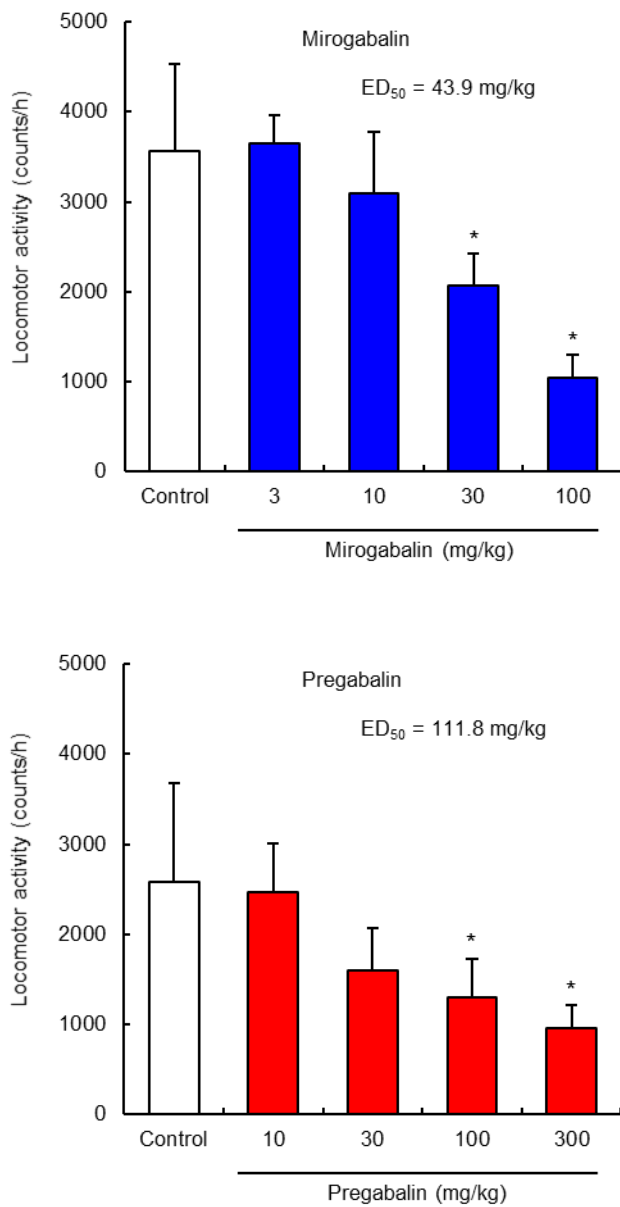 Mirogabalin
ED50 = 43.9 mg/kg
Locomotor activity (counts/h)
5000
4000
3000
2000
1000
0
*
*
Control 3 10 30 100
Mirogabalin (mg/kg)
Pregabalin
ED50 = 111.8 mg/kg
Locomotor activity (counts/h)
5000
4000
3000
2000
1000
0
*
*
Control 10 30 100 300
Pregabalin (mg/kg)